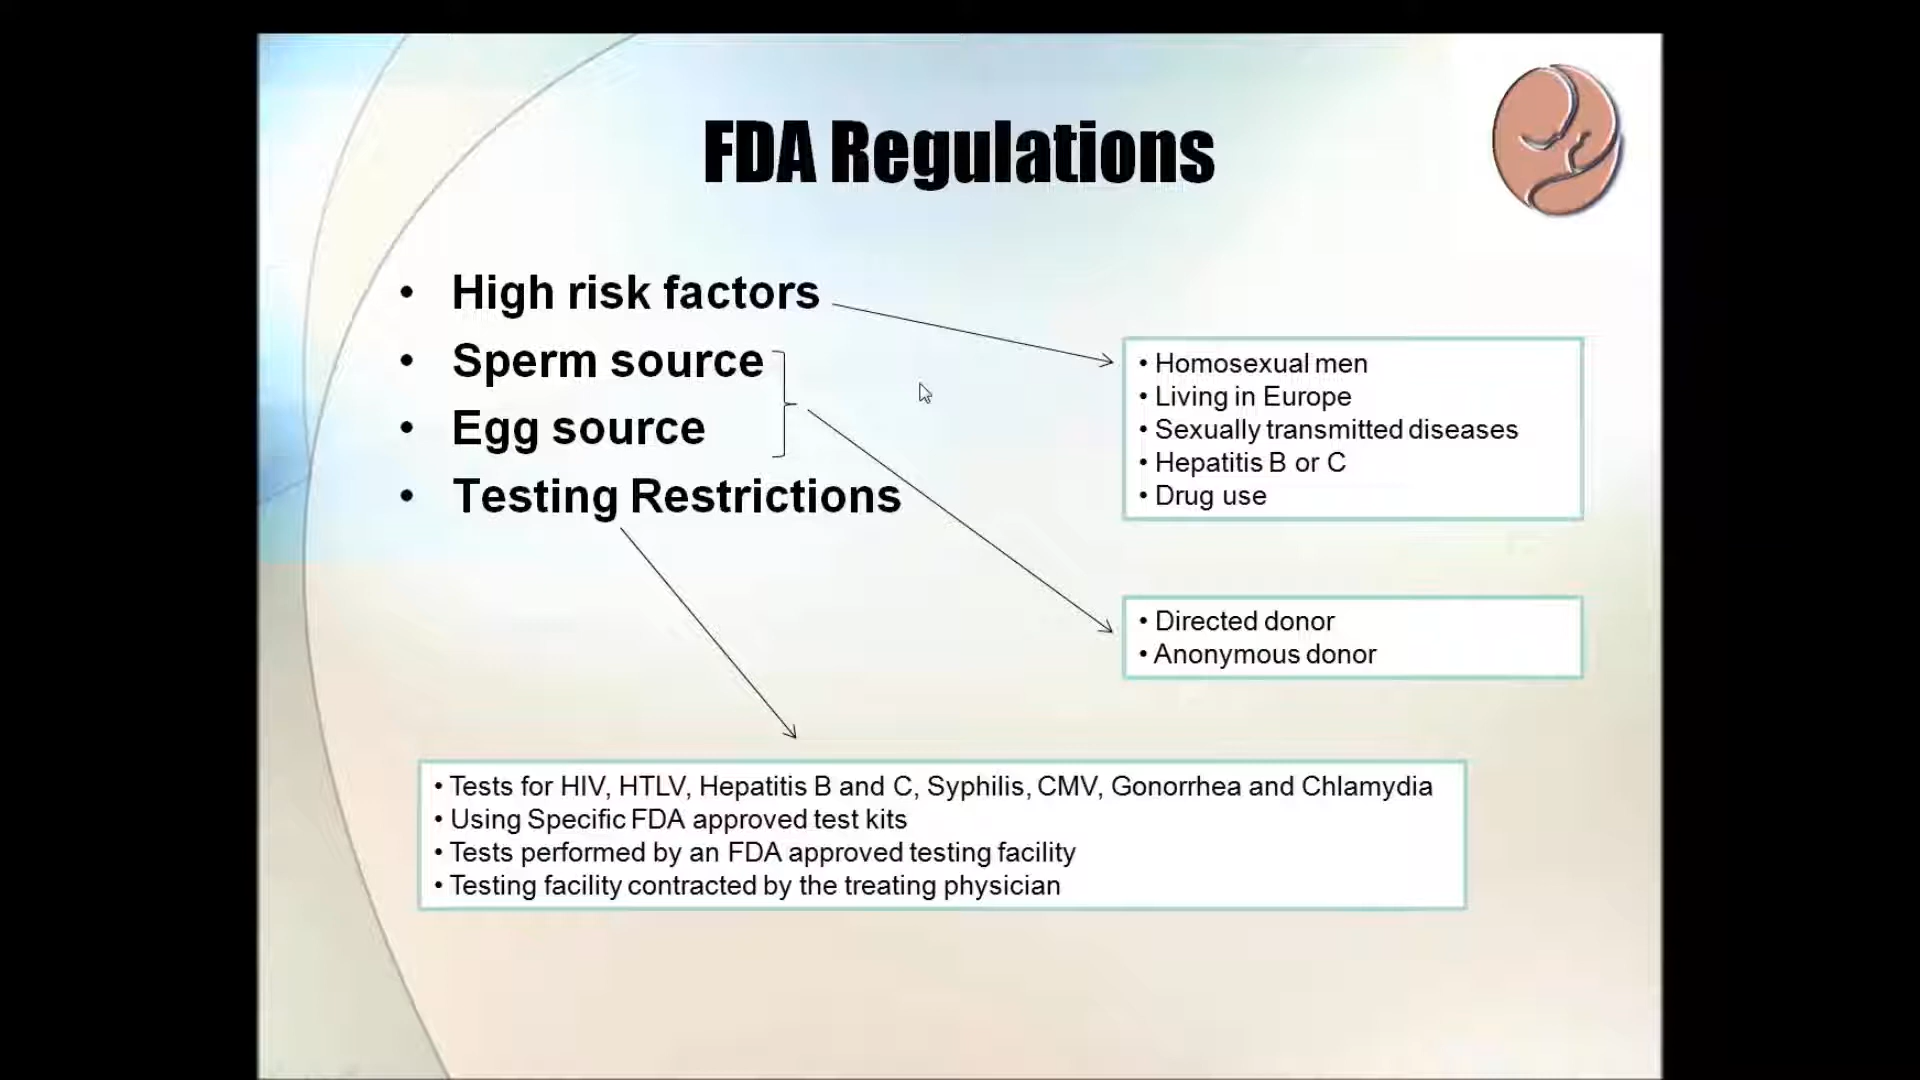 FDA Regulations
• High risk factors
• Sperm source
• Egg source
• Testing Restrictions
• Homosexual men
• Living in Europe
• Sexually transmitted diseases
• Hepatitis B or C
• Drug use
• Directed donor
• Anonymous donor
• Tests for HIV, HTLV, Hepatitis B and C, Syphilis, CMV, Gonorrhea and Chlamydia
• Using Specific FDA approved test kits
• Tests performed by an FDA approved testing facility
• Testing facility contracted by the treating physician